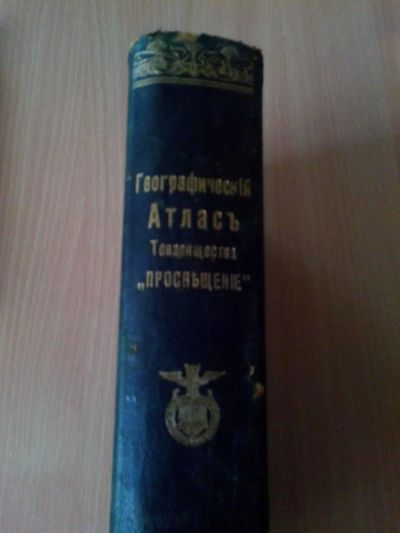 Географическій
Атласъ
Товарищества
„ПРОСВѢЩЕНІЕ"